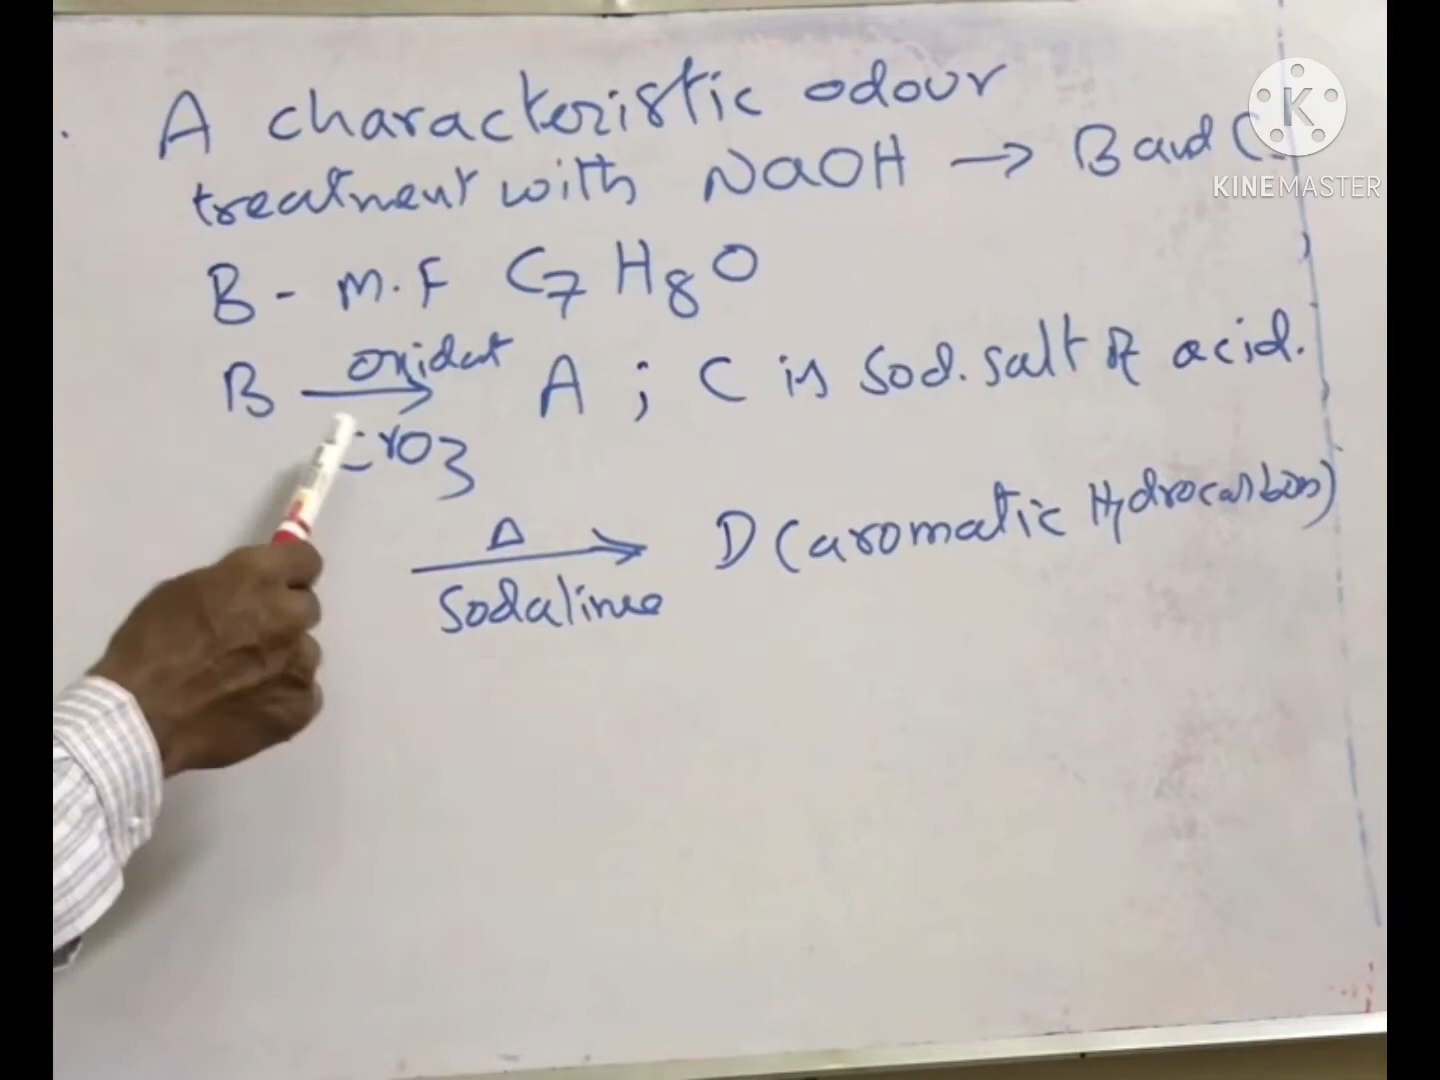 A characteristic odour
treatment with NaOH → B and C
B - M.F C7H8O
B oxidat → A ; C is Sod. salt of acid.
CrO3
Δ → D (aromatic Hydrocarbon)
Sodalime
K
KINEMASTER